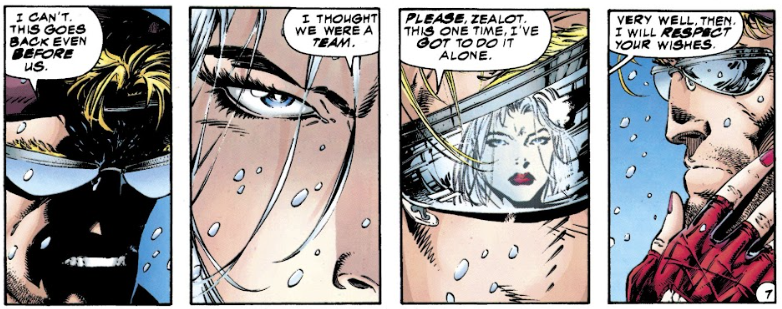 I CAN'T.
THIS GOES
BACK EVEN
BEFORE
US.
I THOUGHT
WE WERE A
TEAM.
PLEASE, ZEALOT.
THIS ONE TIME, I'VE
GOT TO DO IT
ALONE.
VERY WELL, THEN.
I WILL RESPECT
YOUR WISHES.
7